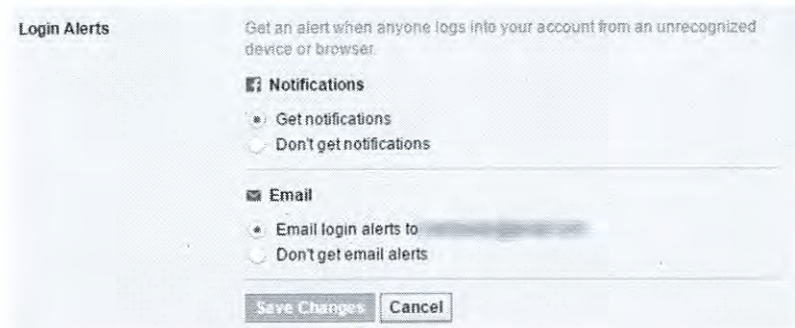 Login Alerts
Get an alert when anyone logs into your account from an unrecognized
device or browser.
Notifications
Get notifications
Don't get notifications
Email
Email login alerts to
Don't get email alerts
Save Changes
Cancel